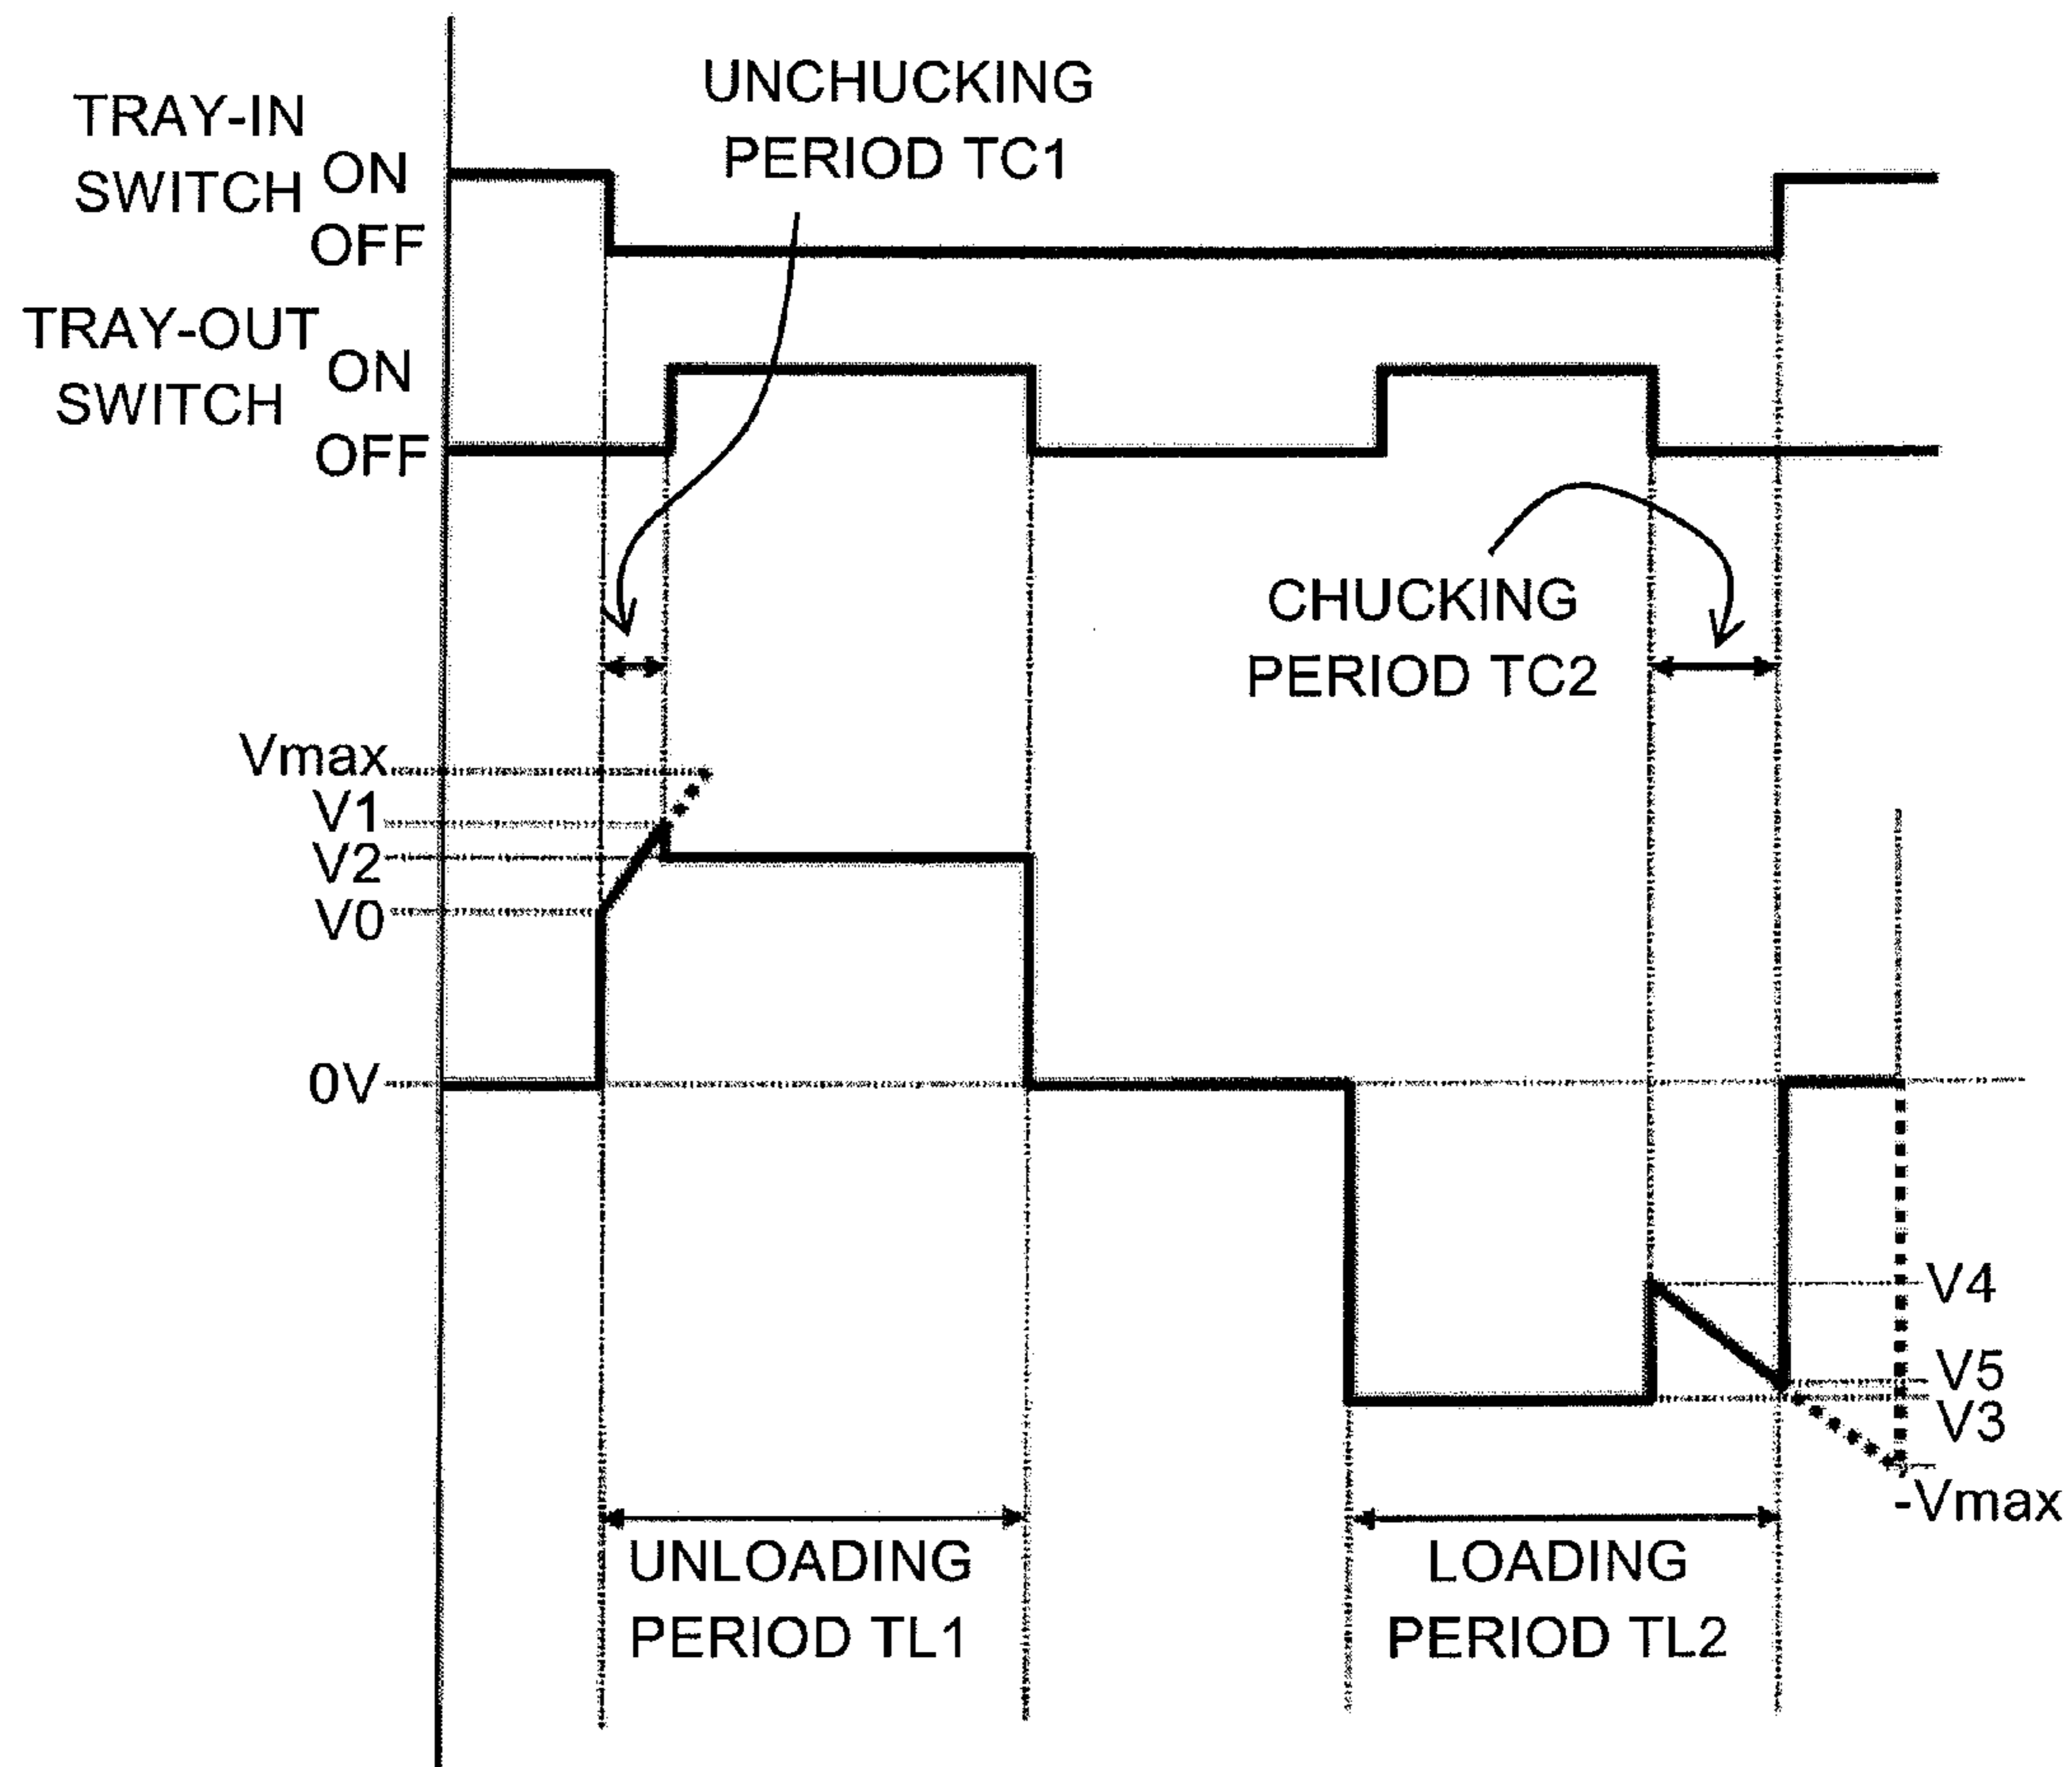 UNCHUCKING
PERIOD TC1
TRAY-IN
SWITCH
ON
OFF
TRAY-OUT
SWITCH
ON
OFF
CHUCKING
PERIOD TC2
Vmax
V1
V2
V0
0V
V4
V5
V3
-Vmax
UNLOADING
PERIOD TL1
LOADING
PERIOD TL2